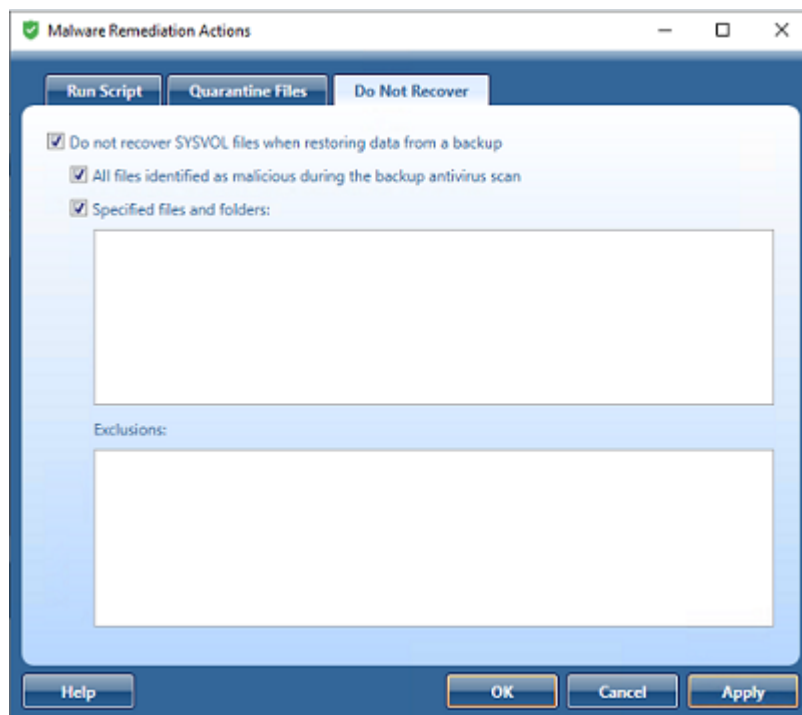 Malware Remediation Actions
Run Script
Quarantine Files
Do Not Recover
Do not recover SYSVOL files when restoring data from a backup
All files identified as malicious during the backup antivirus scan
Specified files and folders:
Exclusions:
Help
OK
Cancel
Apply